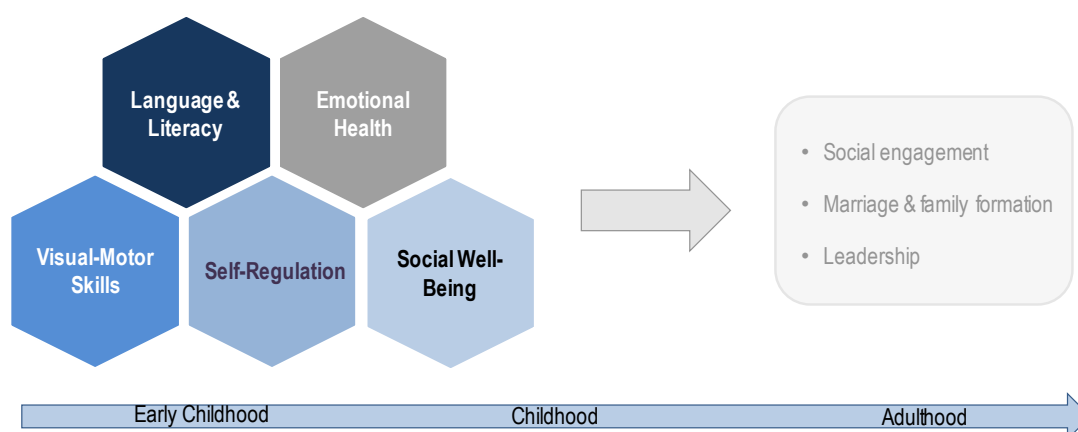 Language &
Literacy
Emotional
Health
Visual-Motor
Skills
Self-Regulation
Social Well-
Being
• Social engagement
• Marriage & family formation
• Leadership
Early Childhood
Childhood
Adulthood